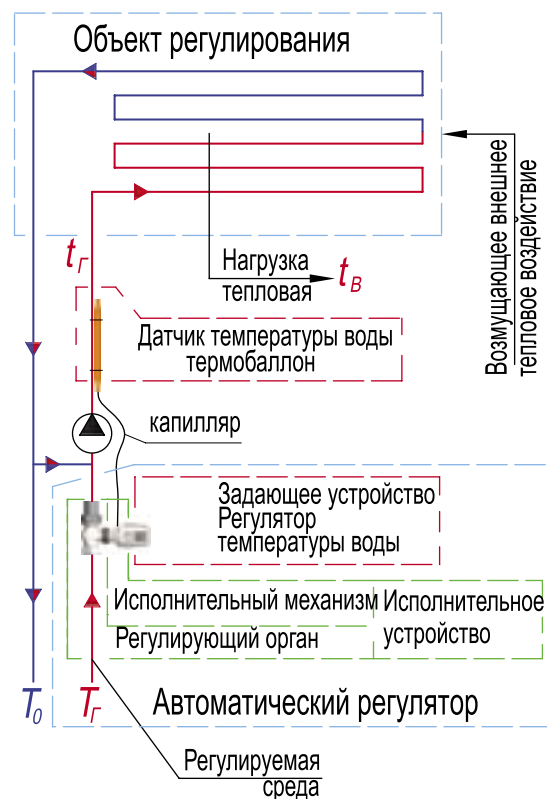 Объект регулирования
Возмущающее внешнее
тепловое воздействие
tГ
Нагрузка
тепловая
tВ
Датчик температуры воды
термобаллон
капилляр
Задающее устройство
Регулятор
температуры воды
Исполнительный механизм
Регулирующий орган
Исполнительное
устройство
T0
TГ
Автоматический регулятор
Регулируемая
среда